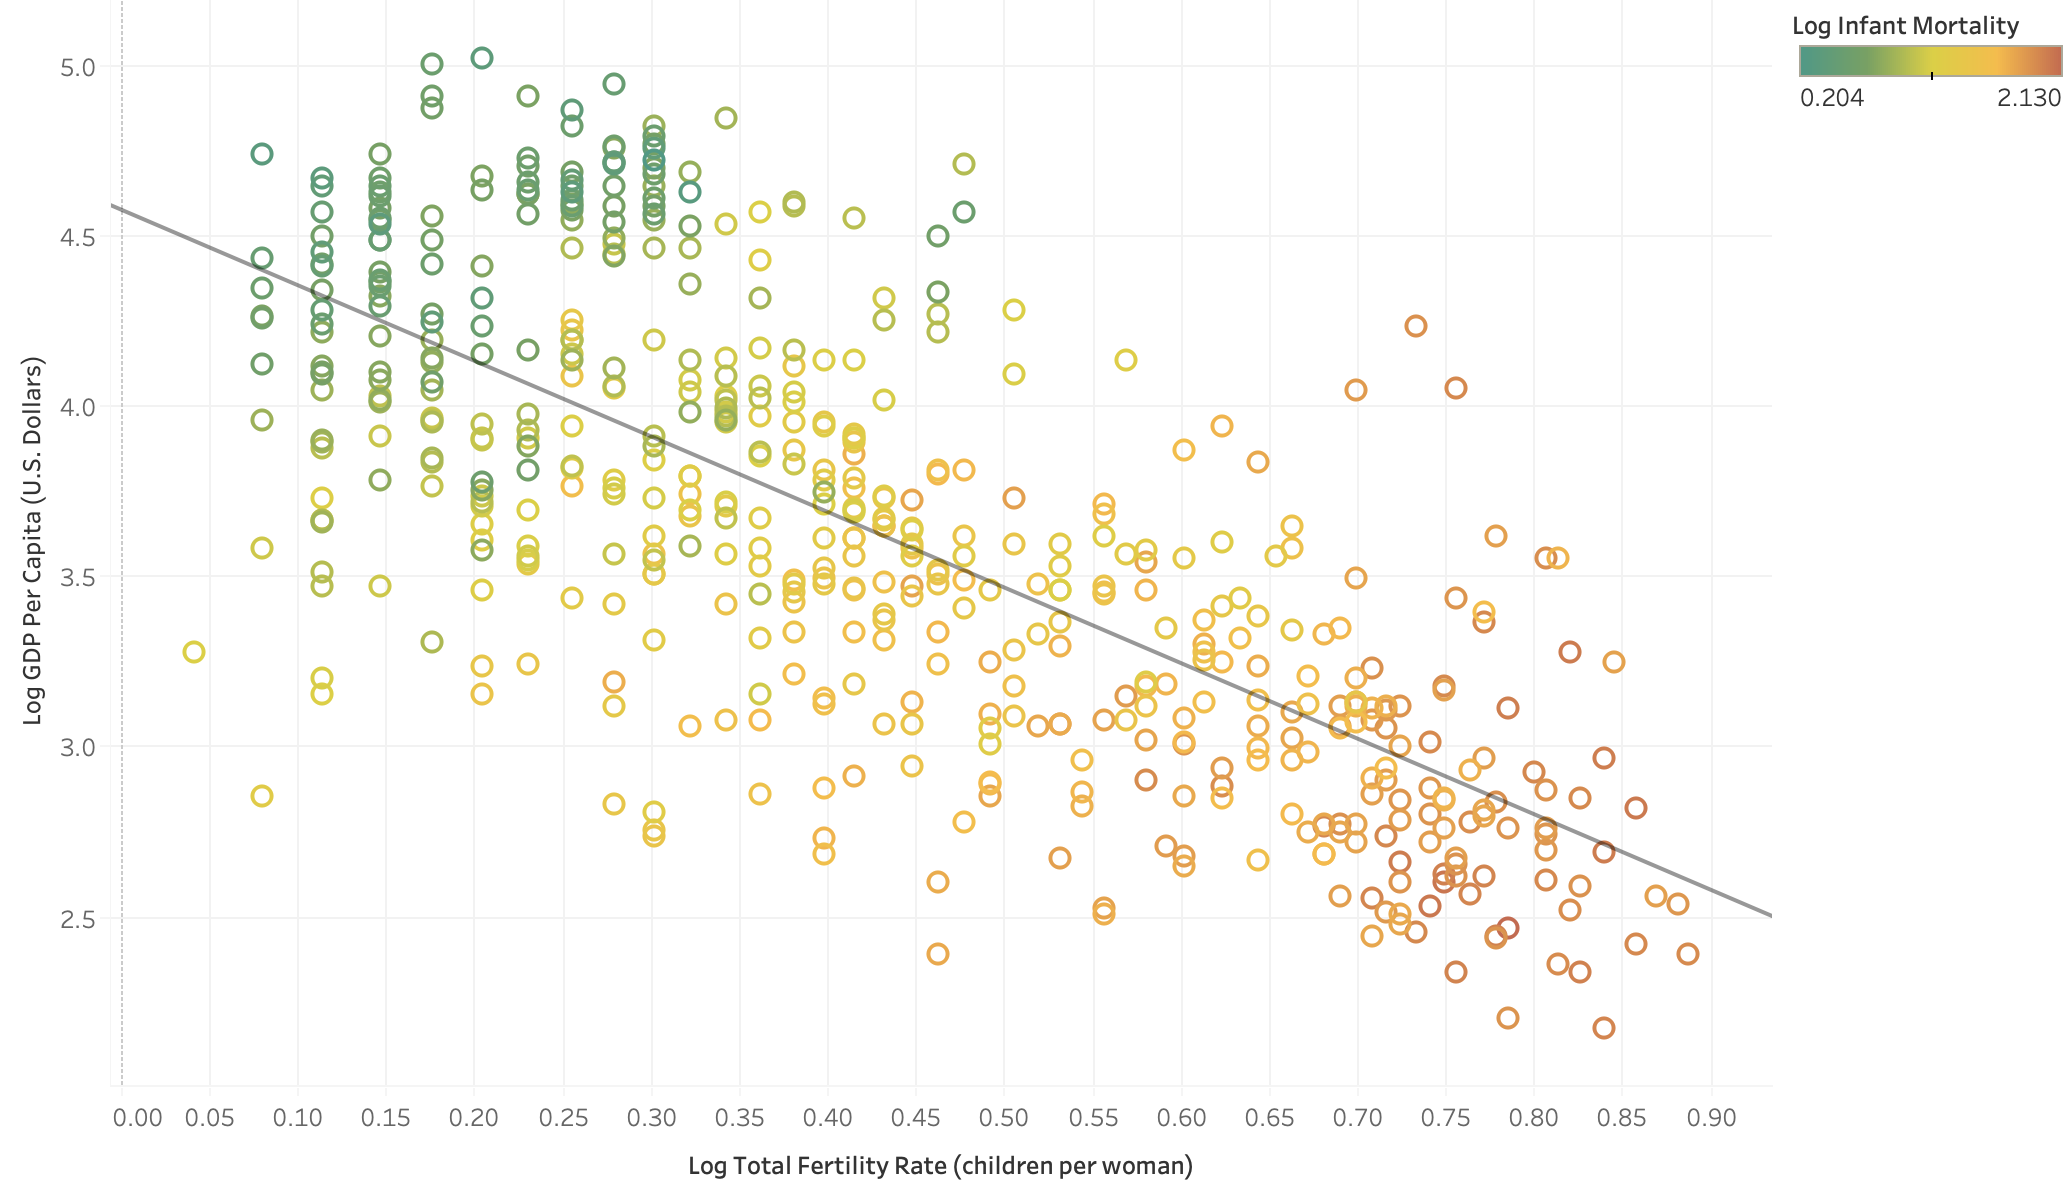 Log Infant Mortality
0.204 2.130
Log GDP Per Capita (U.S. Dollars)
5.0
4.5
4.0
3.5
3.0
2.5
0.00 0.05 0.10 0.15 0.20 0.25 0.30 0.35 0.40 0.45 0.50 0.55 0.60 0.65 0.70 0.75 0.80 0.85 0.90
Log Total Fertility Rate (children per woman)